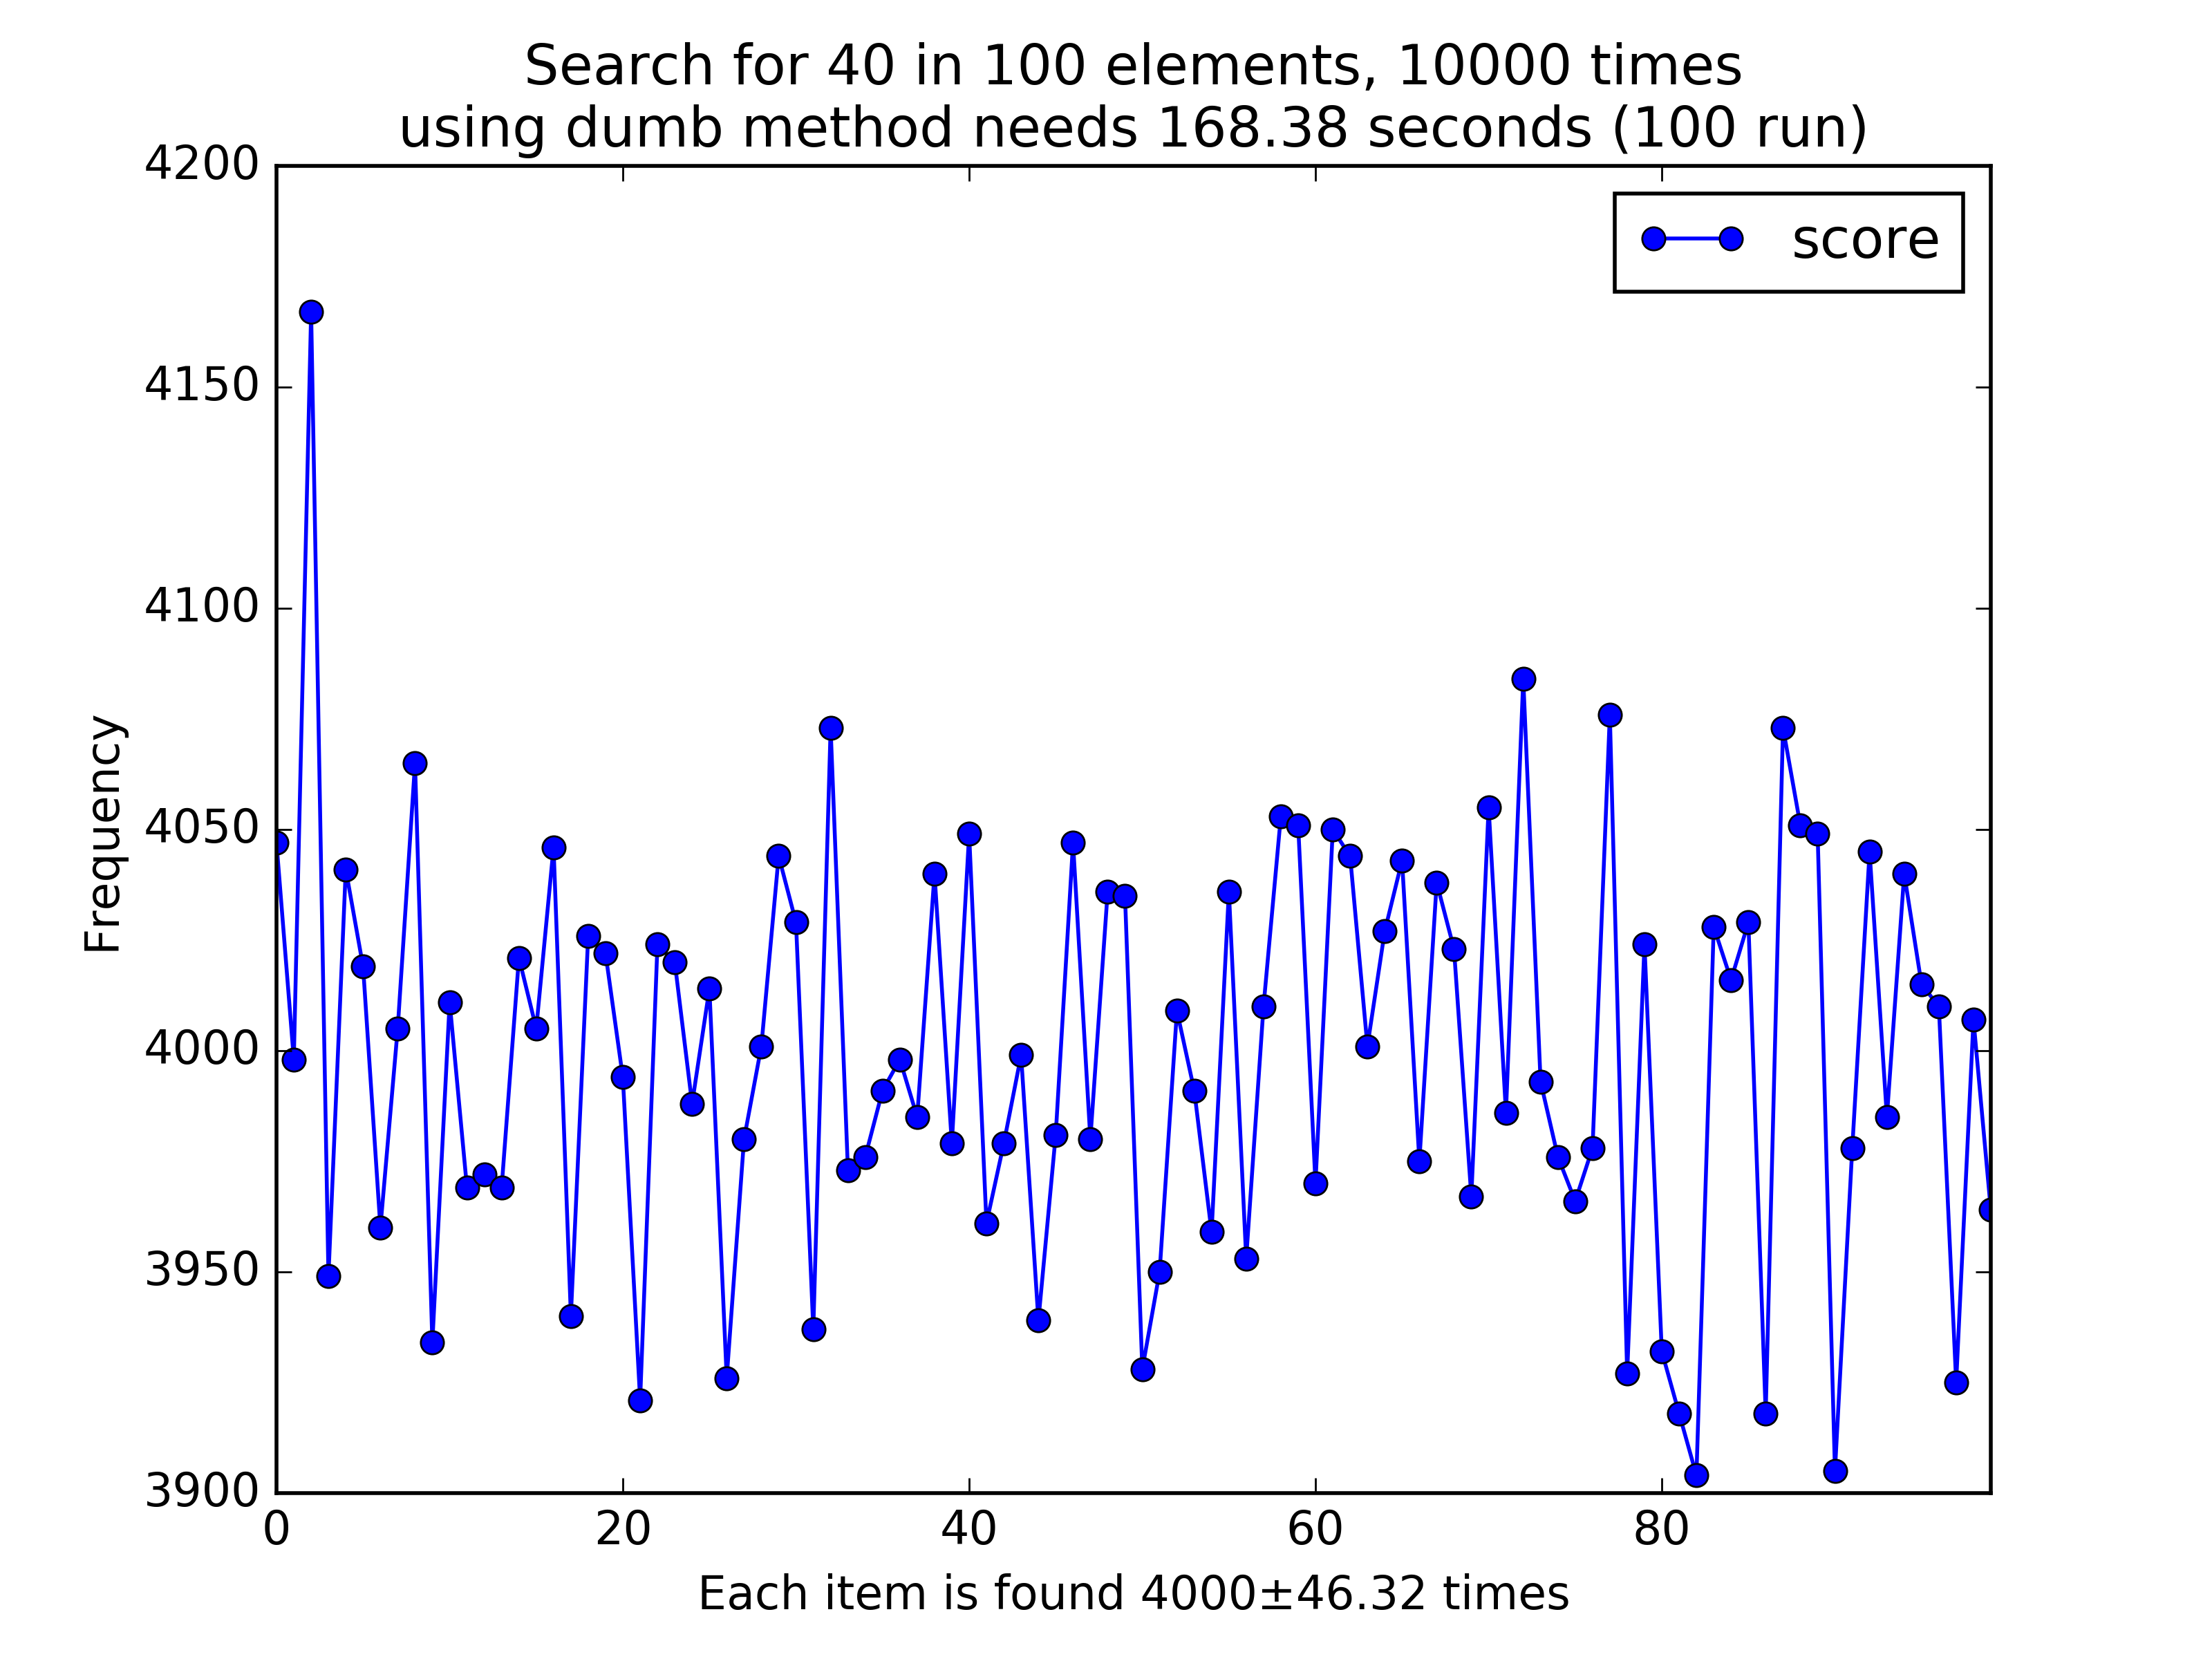 Search for 40 in 100 elements, 10000 times
using dumb method needs 168.38 seconds (100 run)
score
4200
4150
4100
4050
4000
3950
3900
Frequency
0 20 40 60 80
Each item is found 4000±46.32 times